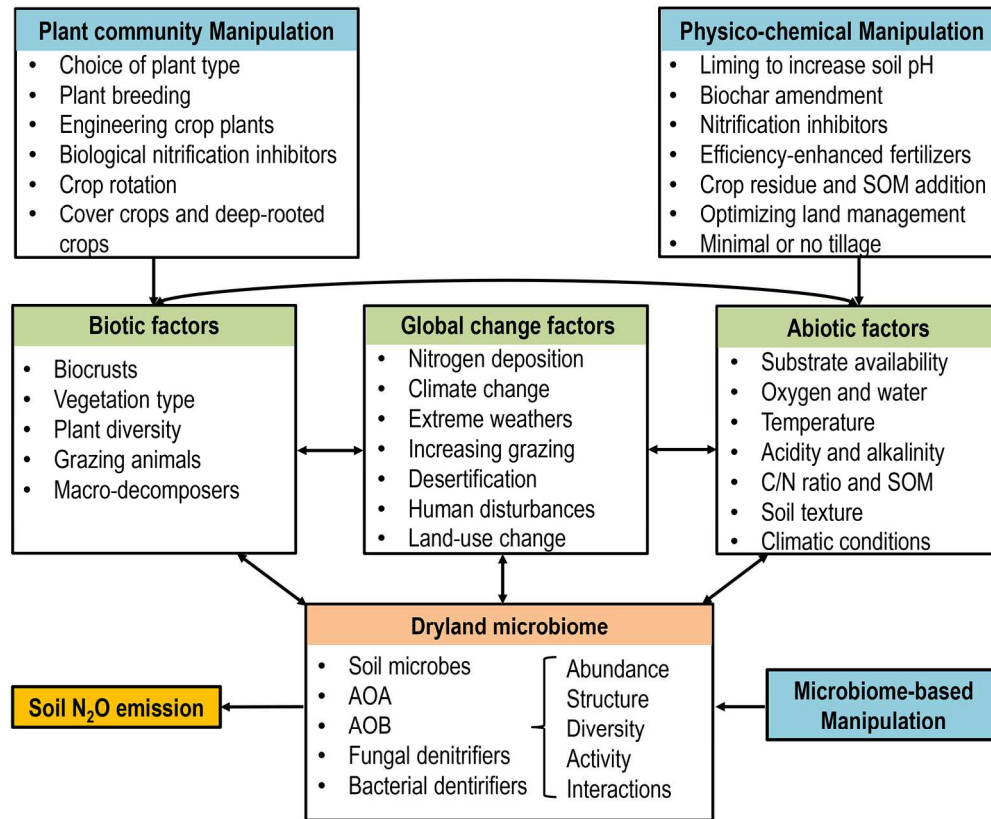 Plant community Manipulation
• Choice of plant type
• Plant breeding
• Engineering crop plants
• Biological nitrification inhibitors
• Crop rotation
• Cover crops and deep-rooted
crops
Physico-chemical Manipulation
• Liming to increase soil pH
• Biochar amendment
• Nitrification inhibitors
• Efficiency-enhanced fertilizers
• Crop residue and SOM addition
• Optimizing land management
• Minimal or no tillage
Biotic factors
• Biocrusts
• Vegetation type
• Plant diversity
• Grazing animals
• Macro-decomposers
Global change factors
• Nitrogen deposition
• Climate change
• Extreme weathers
• Increasing grazing
• Desertification
• Human disturbances
• Land-use change
Abiotic factors
• Substrate availability
• Oxygen and water
• Temperature
• Acidity and alkalinity
• C/N ratio and SOM
• Soil texture
• Climatic conditions
Dryland microbiome
• Soil microbes
• AOA
• AOB
• Fungal denitrifiers
• Bacterial dentirifiers
Abundance
Structure
Diversity
Activity
Interactions
Soil N₂O emission
Microbiome-based
Manipulation